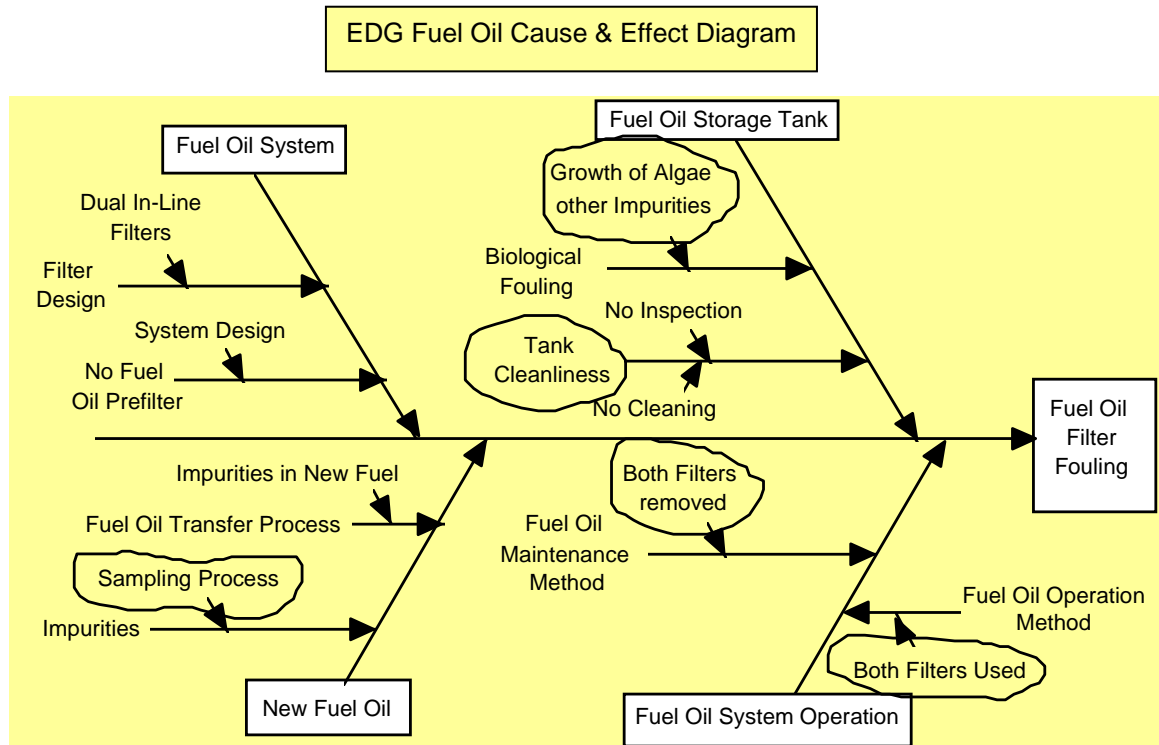 EDG Fuel Oil Cause & Effect Diagram
Fuel Oil System
Dual In-Line
Filters
Filter
Design
System Design
No Fuel
Oil Prefilter
Fuel Oil Storage Tank
Growth of Algae
other Impurities
Biological
Fouling
No Inspection
Tank
Cleanliness
No Cleaning
Fuel Oil
Filter
Fouling
Impurities in New Fuel
Fuel Oil Transfer Process
Sampling Process
Impurities
New Fuel Oil
Both Filters
removed
Fuel Oil
Maintenance
Method
Fuel Oil Operation
Method
Both Filters Used
Fuel Oil System Operation